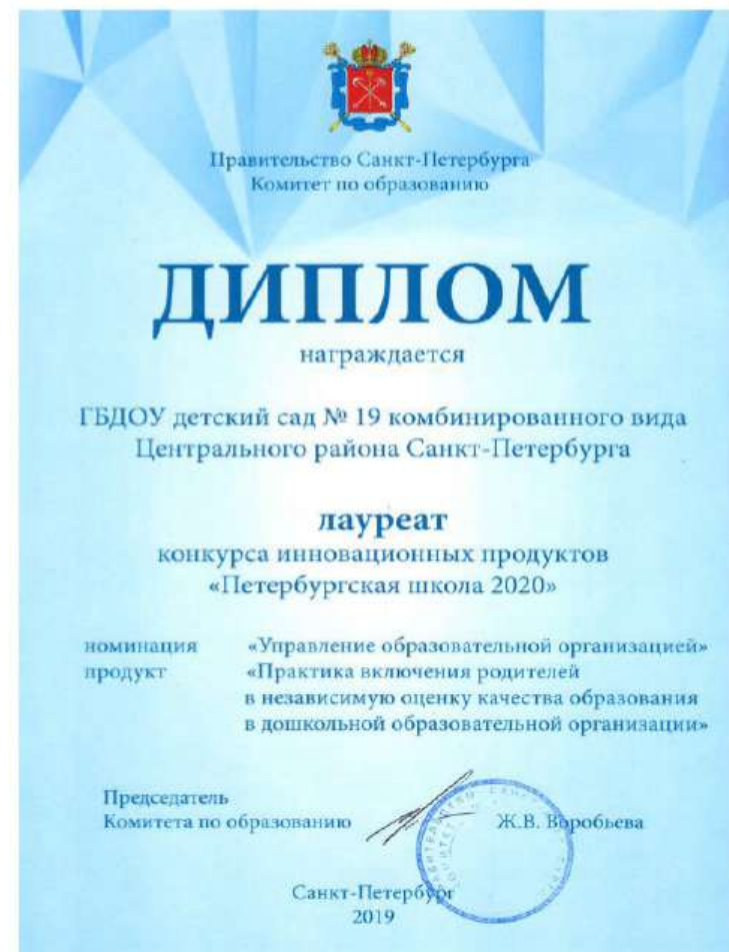 Правительство Санкт-Петербурга
Комитет по образованию
ДИПЛОМ
награждается
ГБДОУ детский сад № 19 комбинированного вида
Центрального района Санкт-Петербурга
лауреат
конкурса инновационных продуктов
«Петербургская школа 2020»
номинация «Управление образовательной организацией»
продукт «Практика включения родителей
в независимую оценку качества образования
в дошкольной образовательной организации»
Председатель
Комитета по образованию Ж.В. Воробьева
Санкт-Петербург
2019